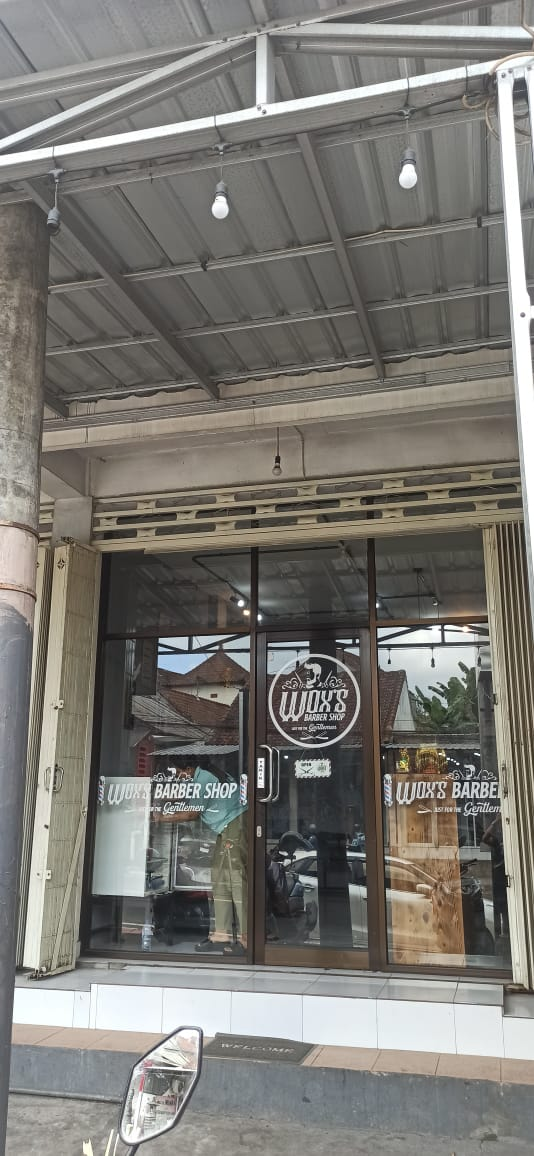 WOX'S
BARBER SHOP
JUST FOR THE Gentlemen
WOX'S BARBER SHOP
JUST FOR THE Gentlemen
WOX'S BARBE
JUST FOR THE Gentlem
WELCOME